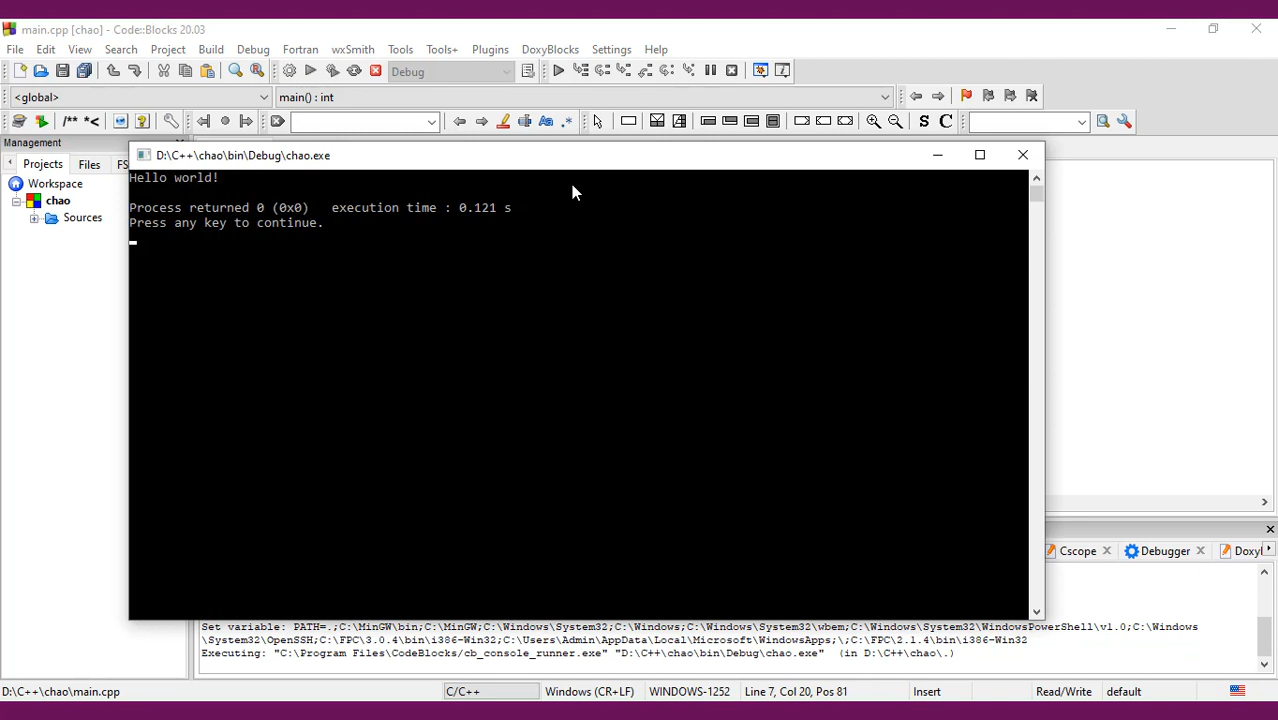 main.cpp [chao] - Code::Blocks 20.03
File Edit View Search Project Build Debug Fortran wxSmith Tools Tools+ Plugins DoxyBlocks Settings Help
Debug
<global> main() : int
/** *< S C
Management
Projects Files FS
D:\C++\chao\bin\Debug\chao.exe
Workspace
chao
Sources
Hello world!
Process returned 0 (0x0) execution time : 0.121 s
Press any key to continue.
Cscope Debugger Doxyl
Set variable: PATH=.;C:\MinGW\bin;C:\MinGW;C:\Windows\System32;C:\Windows;C:\Windows\System32\wbem;C:\Windows\System32\WindowsPowerShell\v1.0;C:\Windows
\System32\OpenSSH;C:\FPC\3.0.4\bin\i386-Win32;C:\Users\Admin\AppData\Local\Microsoft\WindowsApps;\;C:\FPC\2.1.4\bin\i386-Win32
Executing: "C:\Program Files\CodeBlocks/cb_console_runner.exe" "D:\C++\chao\bin\Debug\chao.exe" (in D:\C++\chao\.)
D:\C++\chao\main.cpp C/C++ Windows (CR+LF) WINDOWS-1252 Line 7, Col 20, Pos 81 Insert Read/Write default